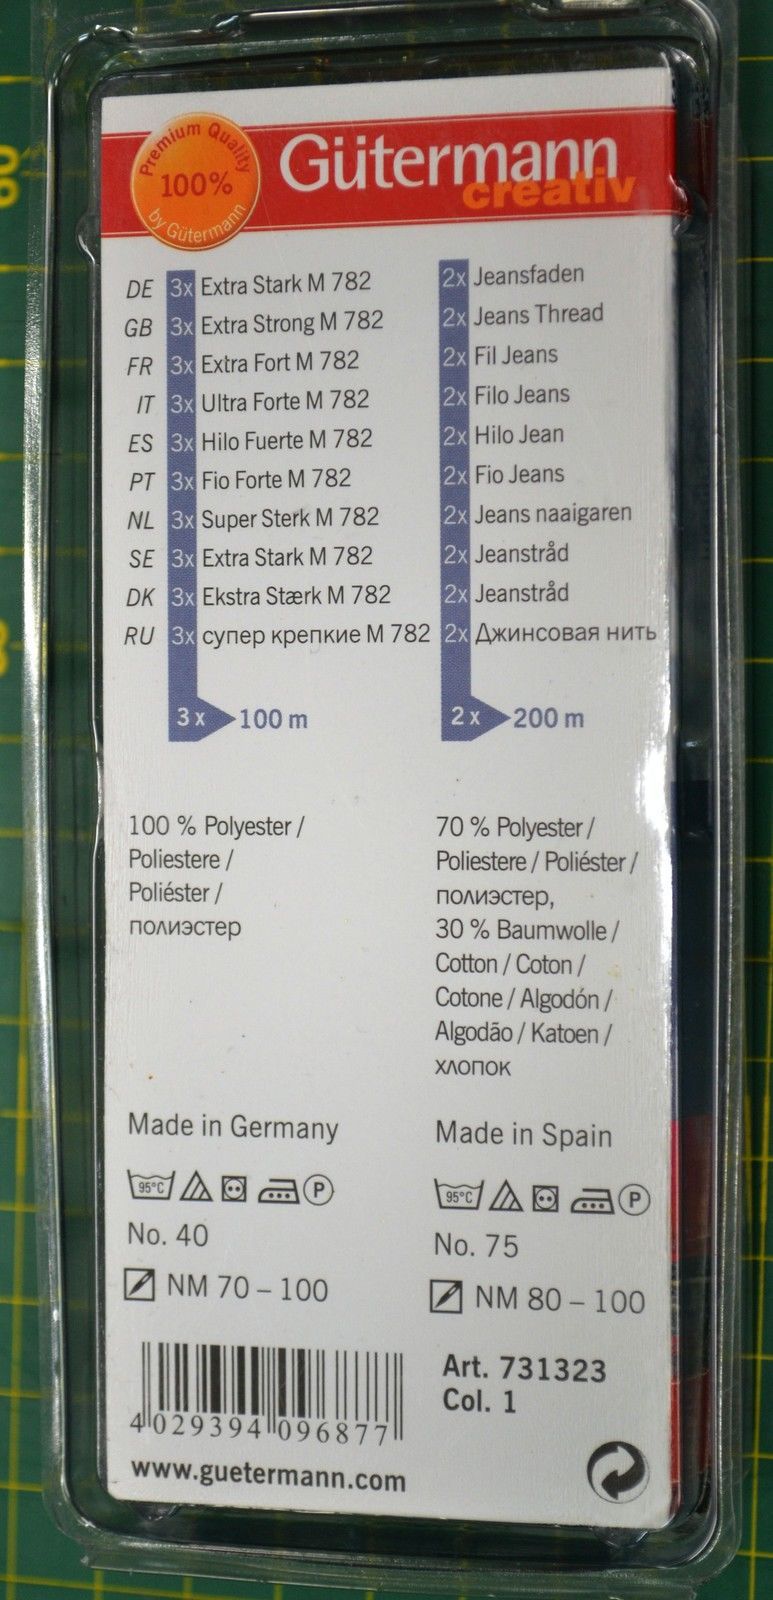 Premium Quality
100%
by Gütermann
Gütermann
creativ
DE 3x Extra Stark M 782 2x Jeansfaden
GB 3x Extra Strong M 782 2x Jeans Thread
FR 3x Extra Fort M 782 2x Fil Jeans
IT 3x Ultra Forte M 782 2x Filo Jeans
ES 3x Hilo Fuerte M 782 2x Hilo Jean
PT 3x Fio Forte M 782 2x Fio Jeans
NL 3x Super Sterk M 782 2x Jeans naaigaren
SE 3x Extra Stark M 782 2x Jeanstråd
DK 3x Ekstra Stærk M 782 2x Jeanstråd
RU 3x супер крепкие M 782 2x Джинсовая нить
3 x 100 m 2 x 200 m
100 % Polyester /
Poliestere /
Poliéster /
полиэстер
70 % Polyester /
Poliestere / Poliéster /
полиэстер,
30 % Baumwolle /
Cotton / Coton /
Cotone / Algodón /
Algodão / Katoen /
хлопок
Made in Germany
95°C P
No. 40
NM 70 – 100
Made in Spain
95°C P
No. 75
NM 80 – 100
4 029394 096877
www.guetermann.com
Art. 731323
Col. 1